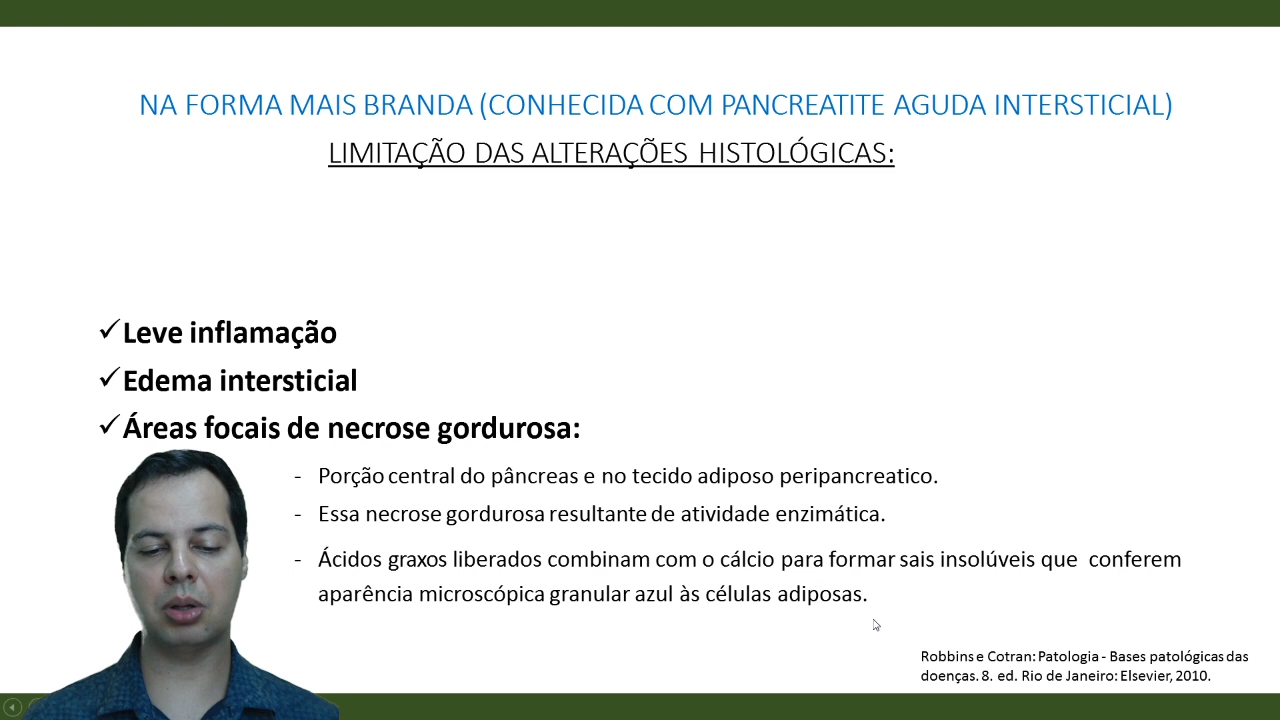 NA FORMA MAIS BRANDA (CONHECIDA COM PANCREATITE AGUDA INTERSTICIAL)
LIMITAÇÃO DAS ALTERAÇÕES HISTOLÓGICAS:
✓Leve inflamação
✓Edema intersticial
✓Áreas focais de necrose gordurosa:
- Porção central do pâncreas e no tecido adiposo peripancreatico.
- Essa necrose gordurosa resultante de atividade enzimática.
- Ácidos graxos liberados combinam com o cálcio para formar sais insolúveis que conferem
aparência microscópica granular azul às células adiposas.
Robbins e Cotran: Patologia - Bases patológicas das
doenças. 8. ed. Rio de Janeiro: Elsevier, 2010.